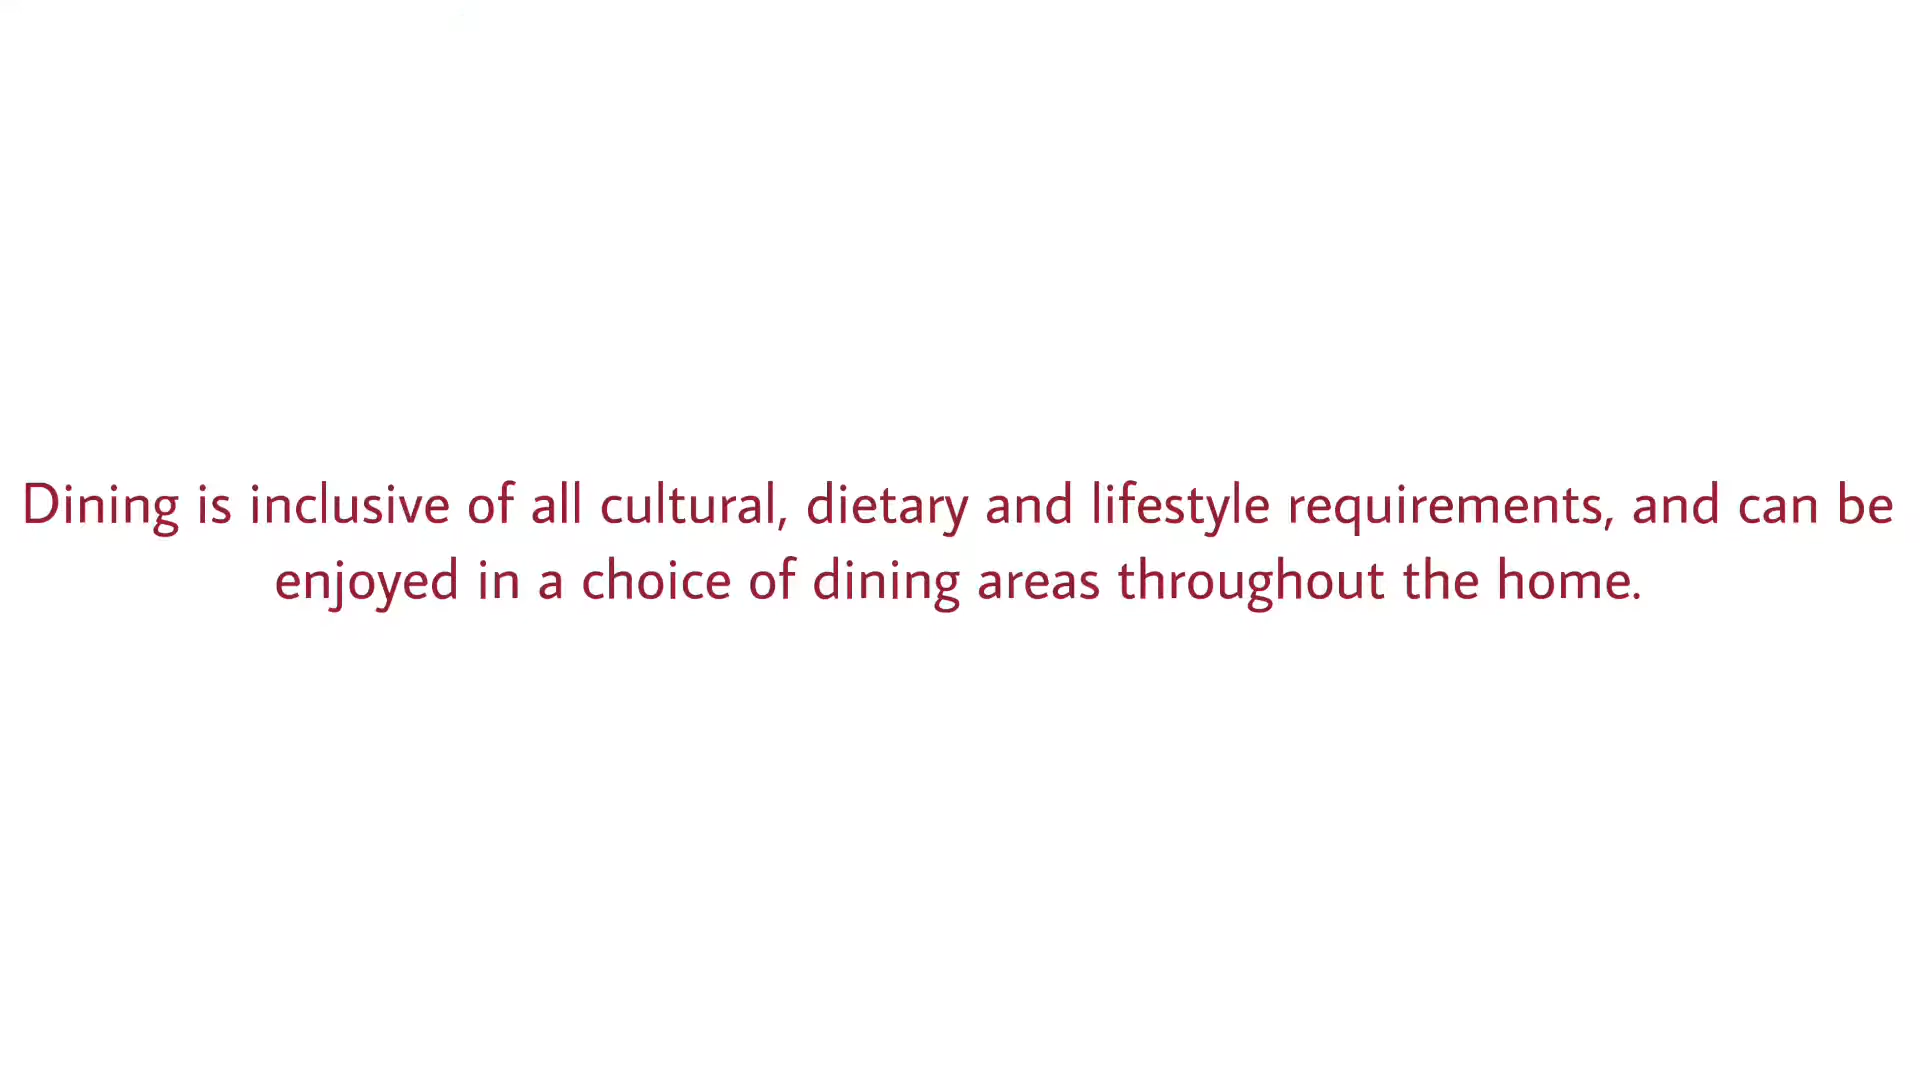 Dining is inclusive of all cultural, dietary and lifestyle requirements, and can be
enjoyed in a choice of dining areas throughout the home.